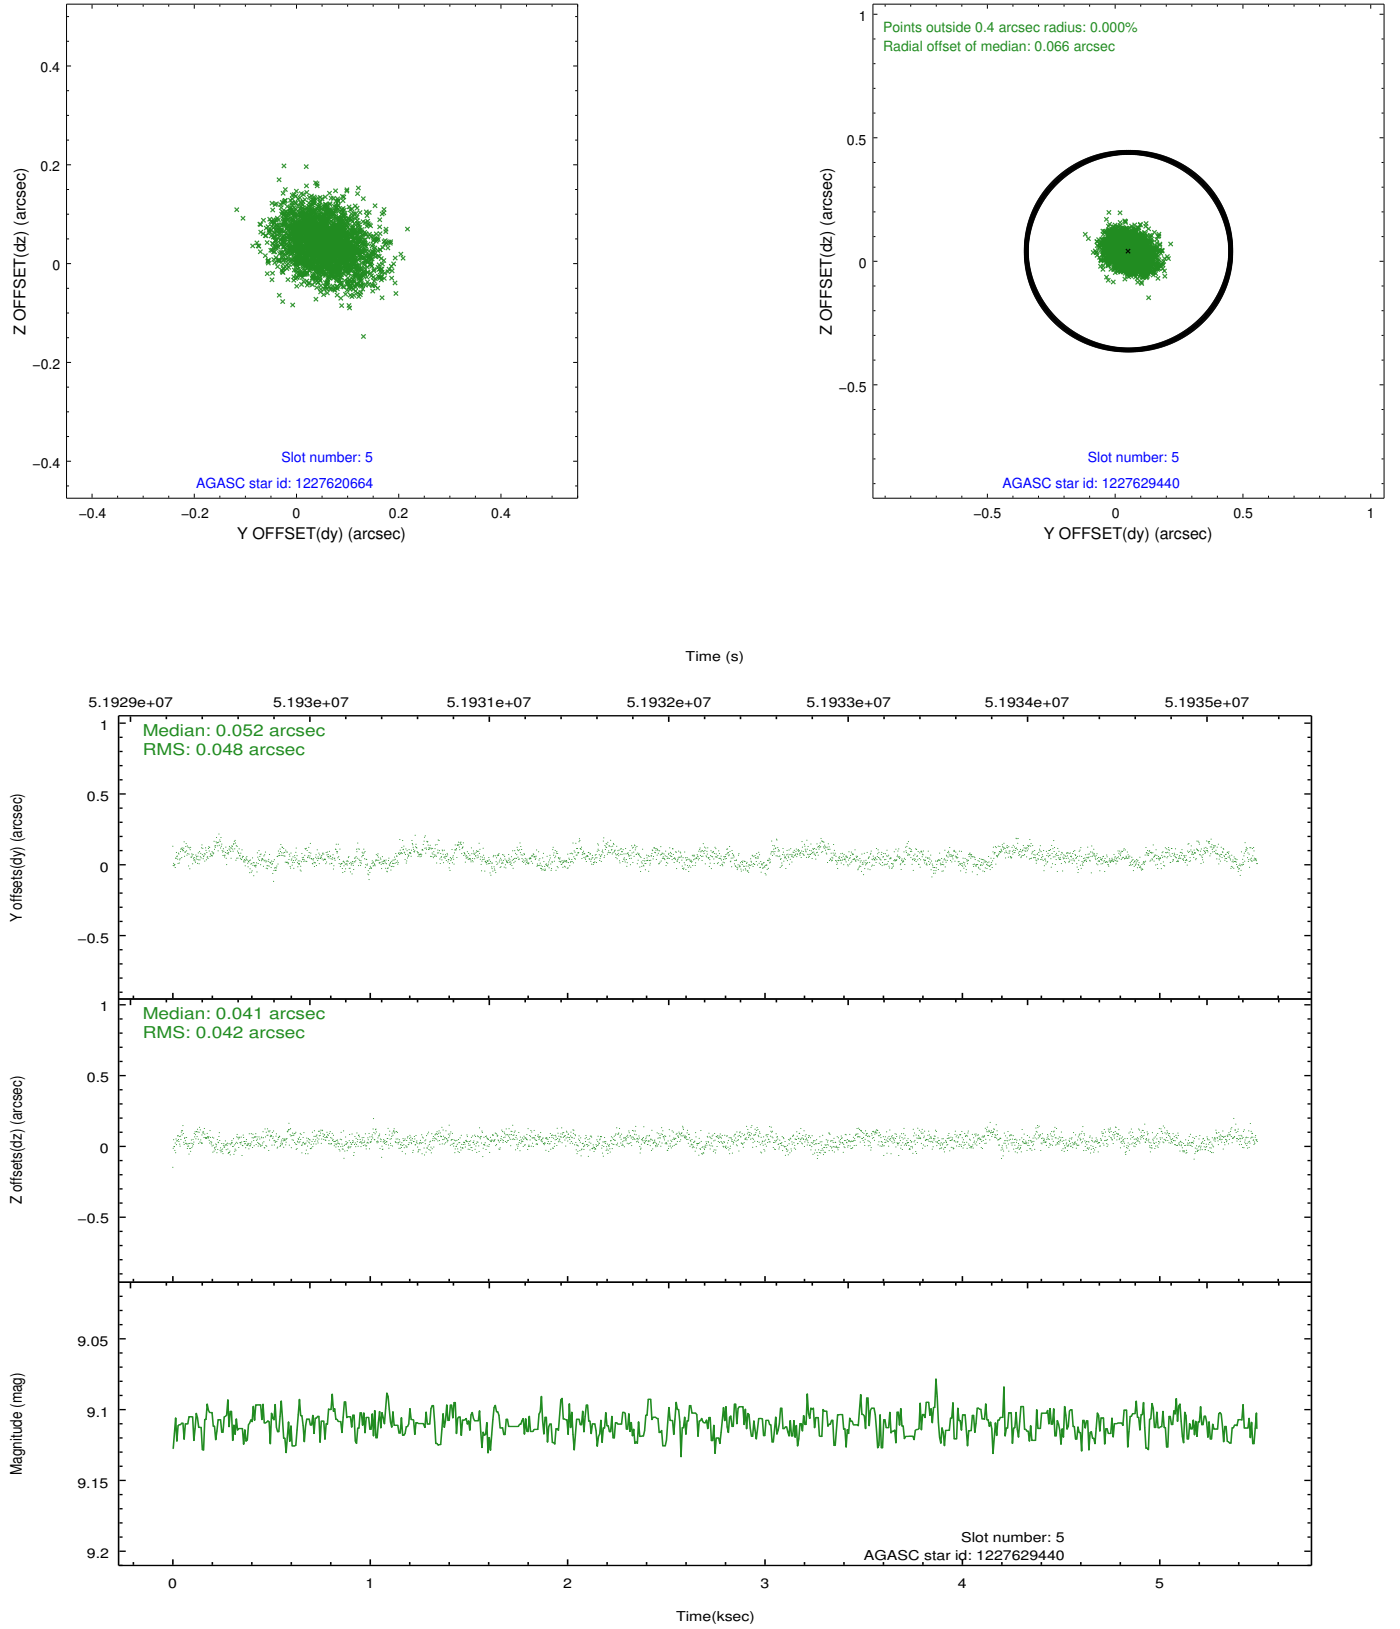 0.4
0.2
0
−0.2
−0.4
Z OFFSET(dz) (arcsec)
Slot number: 5
AGASC star id: 1227620664
−0.4
−0.2
0
0.2
0.4
Y OFFSET(dy) (arcsec)
Points outside 0.4 arcsec radius: 0.000%
Radial offset of median: 0.066 arcsec
1
0.5
0
−0.5
Z OFFSET(dz) (arcsec)
Slot number: 5
AGASC star id: 1227629440
−0.5
0
0.5
1
Y OFFSET(dy) (arcsec)
Time (s)
5.1929e+07
5.193e+07
5.1931e+07
5.1932e+07
5.1933e+07
5.1934e+07
5.1935e+07
Median: 0.052 arcsec
RMS: 0.048 arcsec
1
0.5
0
−0.5
Y offsets(dy) (arcsec)
Median: 0.041 arcsec
RMS: 0.042 arcsec
1
0.5
0
−0.5
Z offsets(dz) (arcsec)
9.05
9.1
9.15
9.2
Magnitude (mag)
Slot number: 5
AGASC star id: 1227629440
0
1
2
3
4
5
Time(ksec)